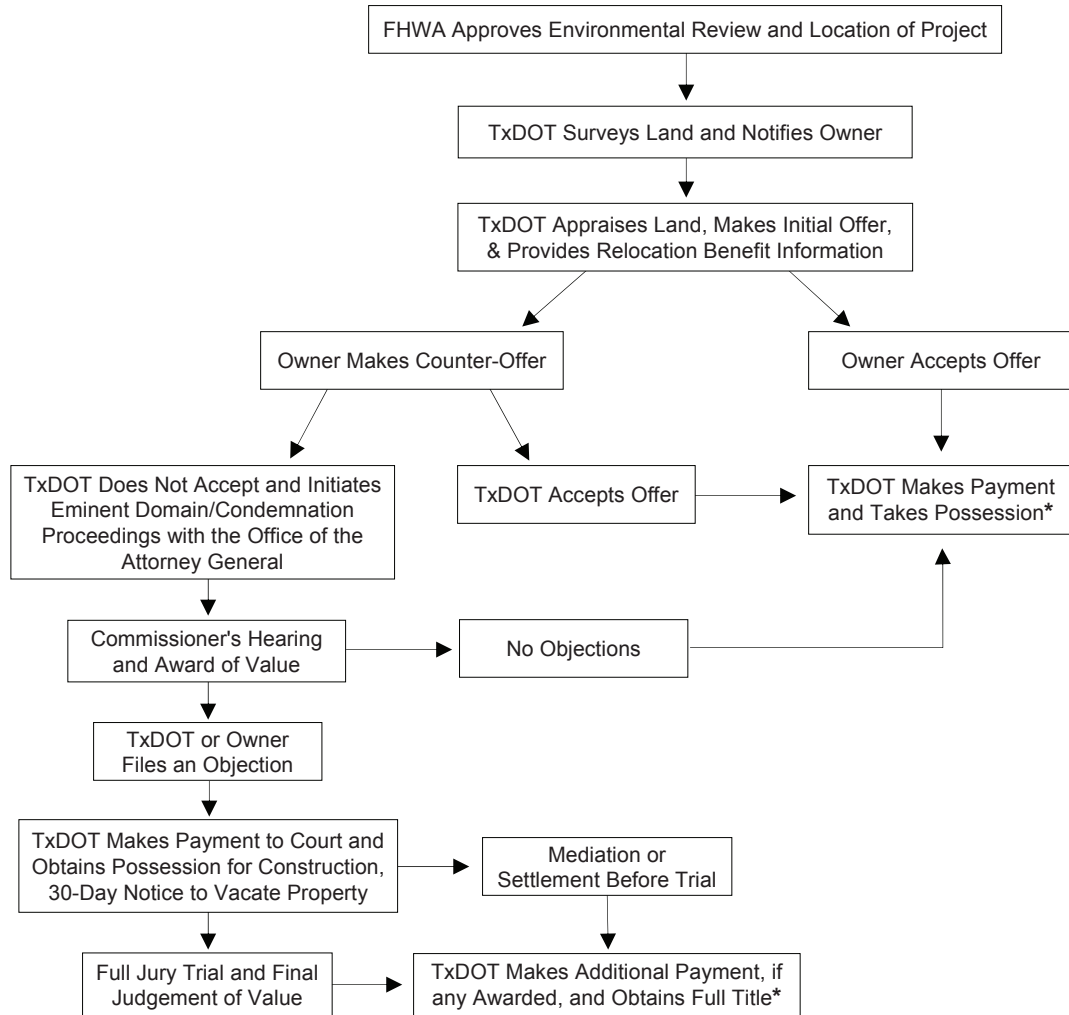 FHWA Approves Environmental Review and Location of Project
TxDOT Surveys Land and Notifies Owner
TxDOT Appraises Land, Makes Initial Offer,
& Provides Relocation Benefit Information
Owner Makes Counter-Offer
Owner Accepts Offer
TxDOT Does Not Accept and Initiates
Eminent Domain/Condemnation
Proceedings with the Office of the
Attorney General
TxDOT Accepts Offer
TxDOT Makes Payment
and Takes Possession*
Commissioner's Hearing
and Award of Value
No Objections
TxDOT or Owner
Files an Objection
TxDOT Makes Payment to Court and
Obtains Possession for Construction,
30-Day Notice to Vacate Property
Mediation or
Settlement Before Trial
Full Jury Trial and Final
Judgement of Value
TxDOT Makes Additional Payment, if
any Awarded, and Obtains Full Title*